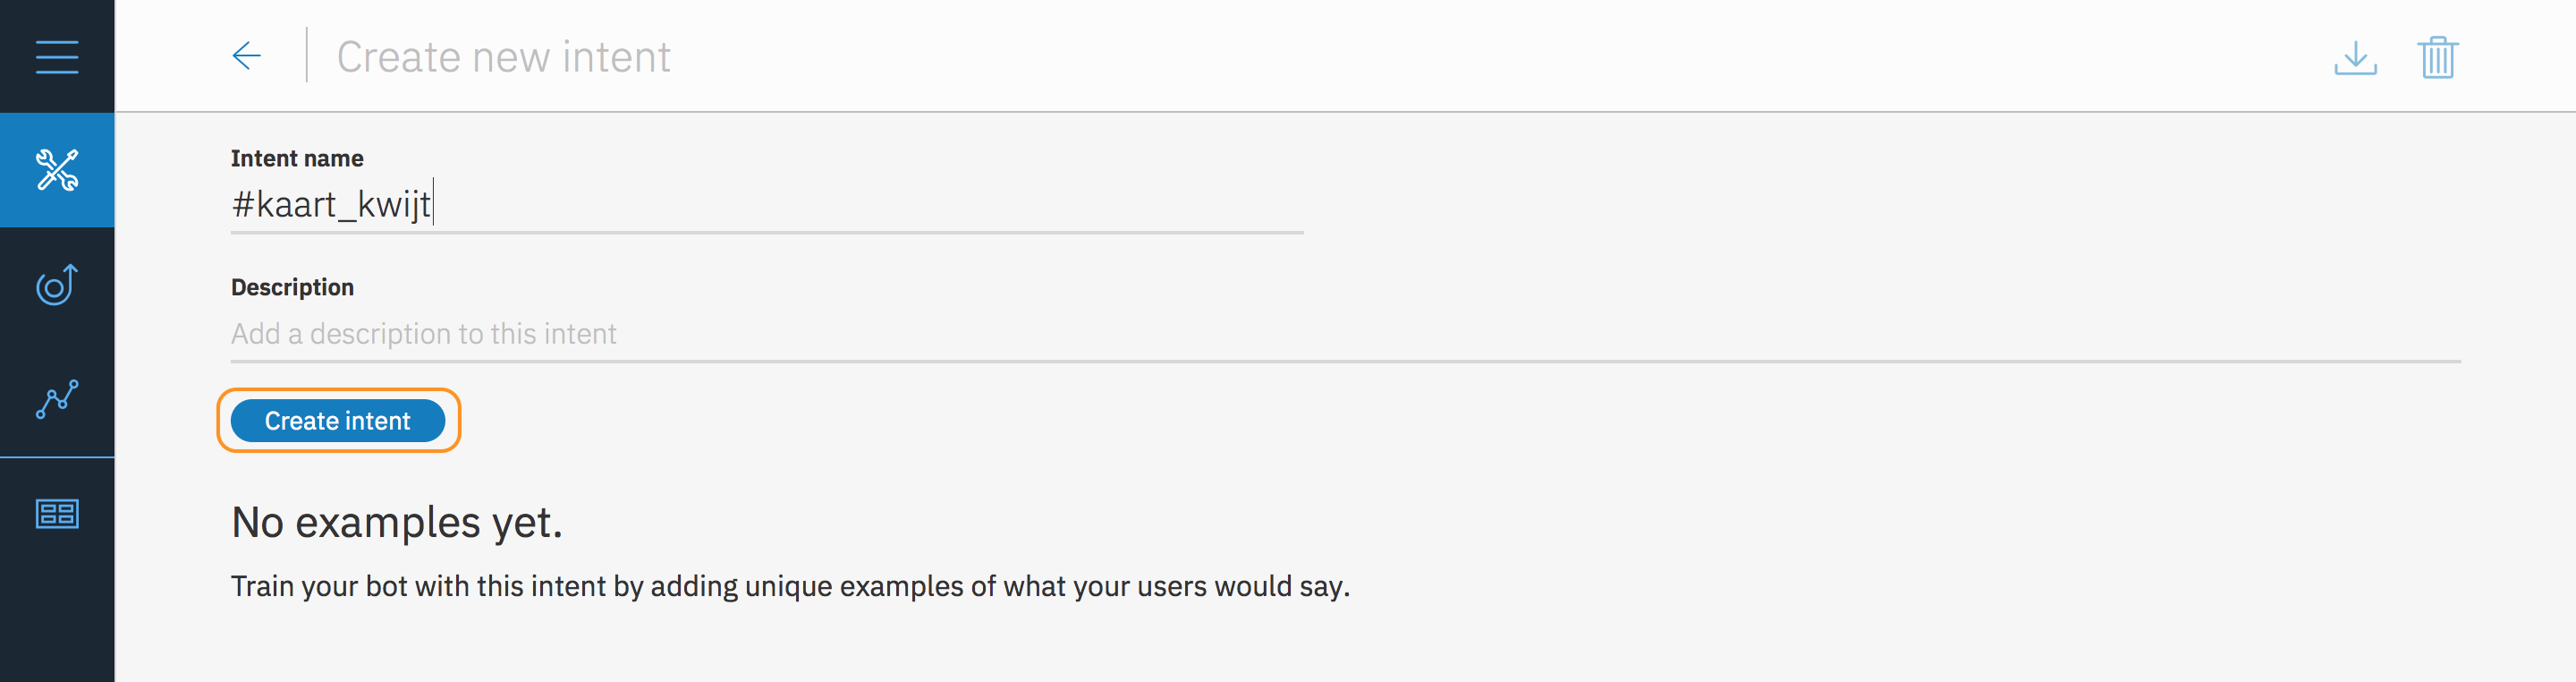 Create new intent
Intent name
#kaart_kwijt
Description
Add a description to this intent
Create intent
No examples yet.
Train your bot with this intent by adding unique examples of what your users would say.